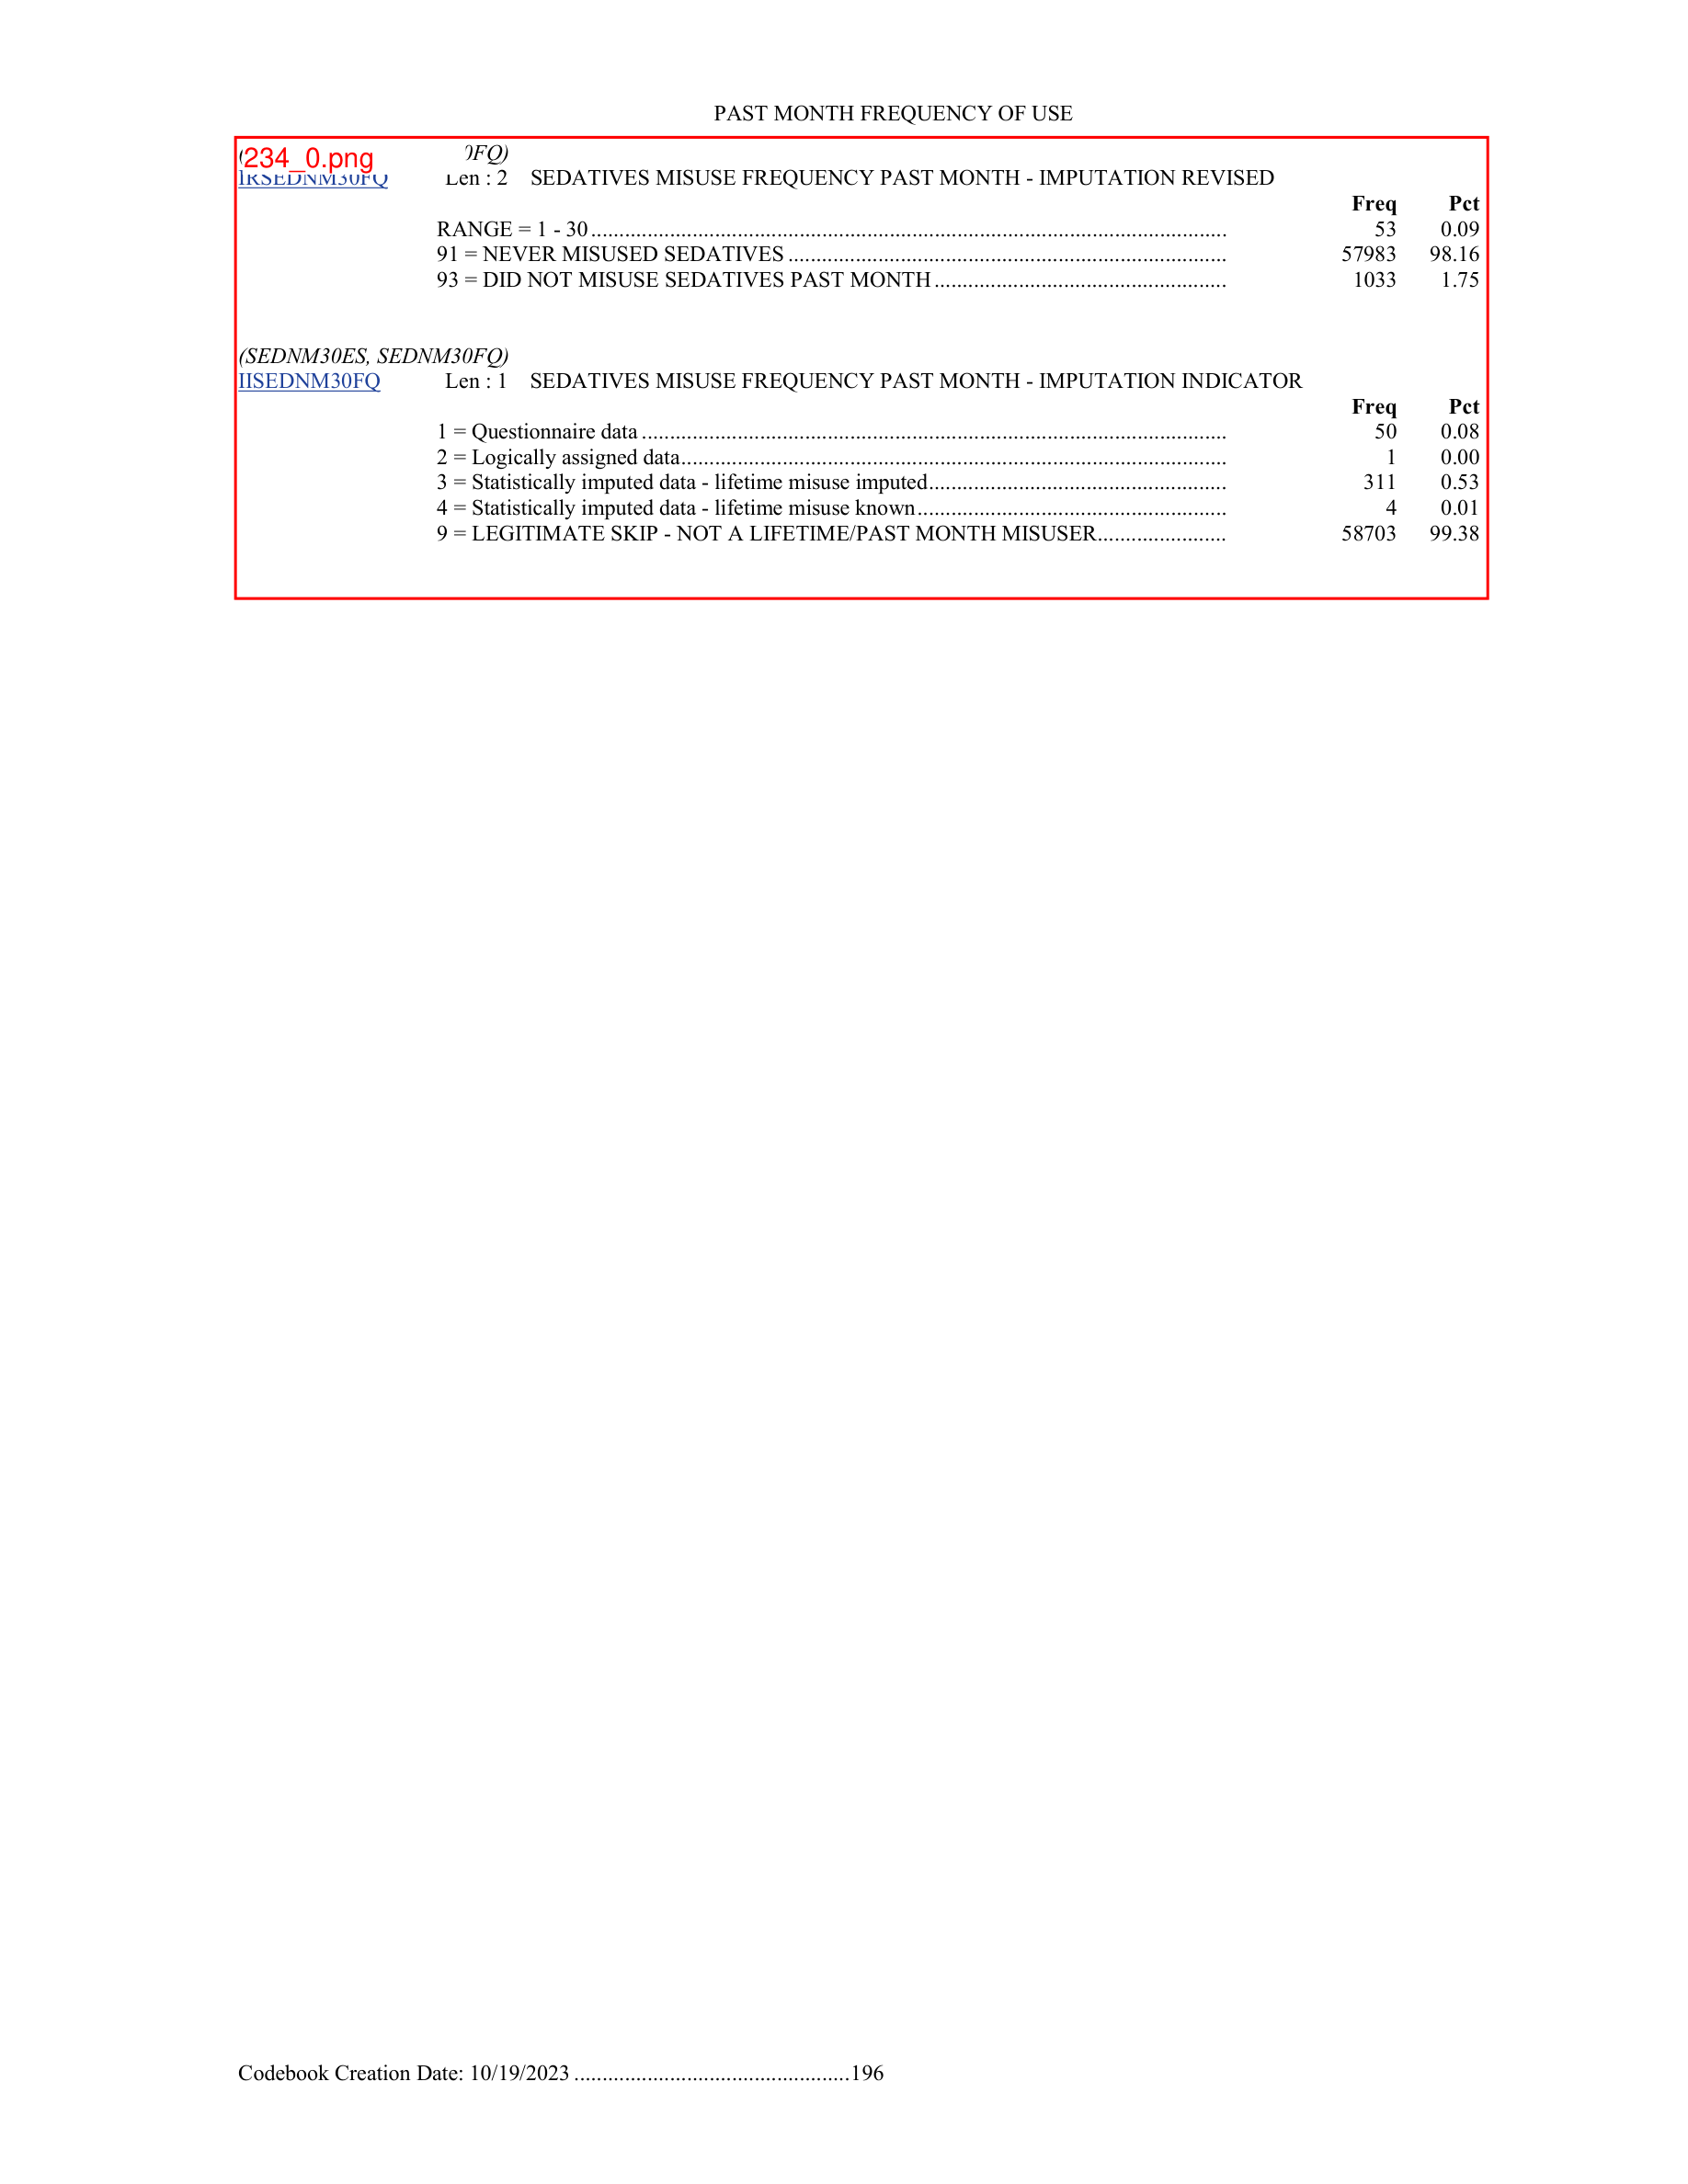 PAST MONTH FREQUENCY OF USE
234_0.png 0FQ)
IRSEDNM30FQ Len : 2 SEDATIVES MISUSE FREQUENCY PAST MONTH - IMPUTATION REVISED
Freq Pct
RANGE = 1 - 30 ................................................................................................................. 53 0.09
91 = NEVER MISUSED SEDATIVES .............................................................................. 57983 98.16
93 = DID NOT MISUSE SEDATIVES PAST MONTH .................................................... 1033 1.75
(SEDNM30ES, SEDNM30FQ)
IISEDNM30FQ Len : 1 SEDATIVES MISUSE FREQUENCY PAST MONTH - IMPUTATION INDICATOR
Freq Pct
1 = Questionnaire data ........................................................................................................ 50 0.08
2 = Logically assigned data................................................................................................. 1 0.00
3 = Statistically imputed data - lifetime misuse imputed..................................................... 311 0.53
4 = Statistically imputed data - lifetime misuse known....................................................... 4 0.01
9 = LEGITIMATE SKIP - NOT A LIFETIME/PAST MONTH MISUSER....................... 58703 99.38
Codebook Creation Date: 10/19/2023 .................................................196